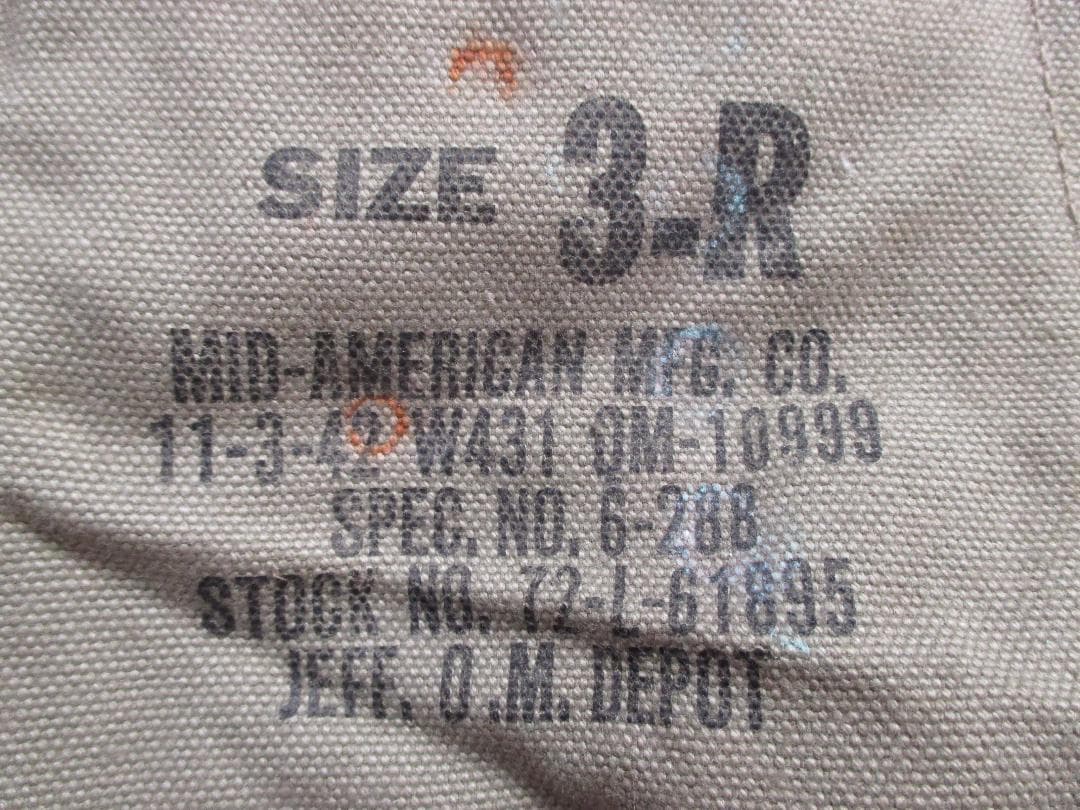 SIZE 3-R
MID-AMERICAN MFG. CO.
11-3-42 W431 QM-10999
SPEC. NO. 6-288
STOCK NO. 72-L-61895
JEFF. Q.M. DEPOT